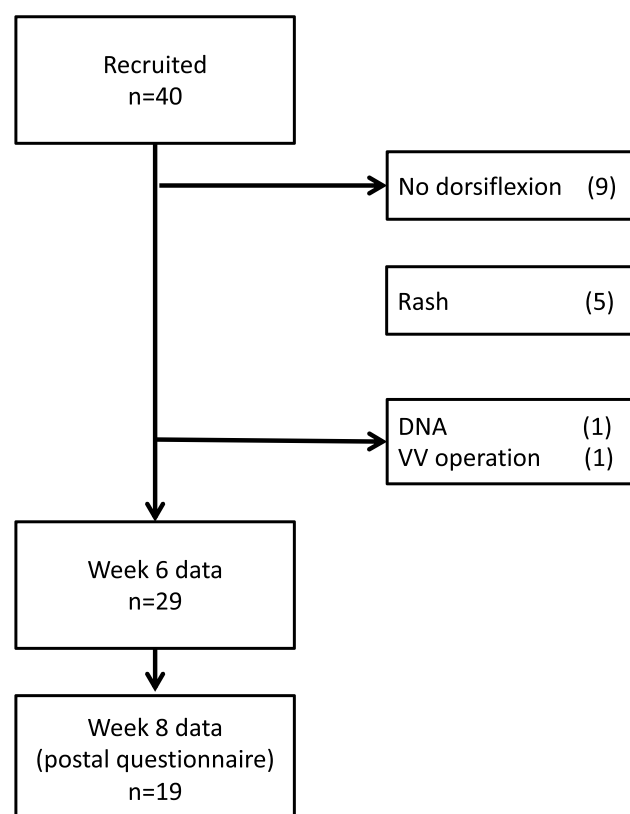 Recruited
n=40
No dorsiflexion (9)
Rash (5)
DNA (1)
VV operation (1)
Week 6 data
n=29
Week 8 data
(postal questionnaire)
n=19